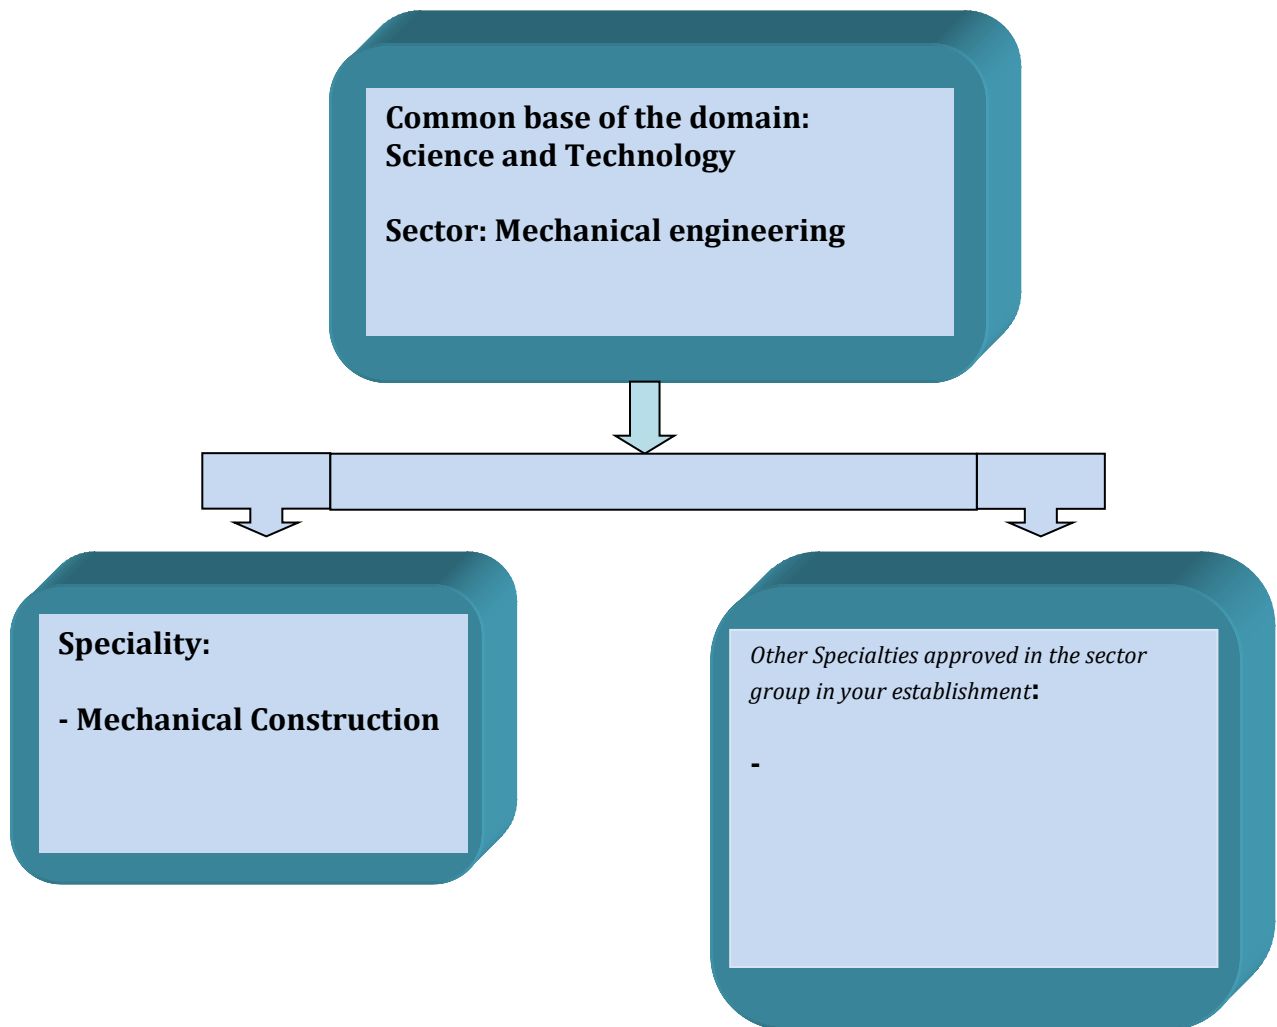 Common base of the domain:
Science and Technology
Sector: Mechanical engineering
Speciality:
- Mechanical Construction
Other Specialties approved in the sector
group in your establishment:
-